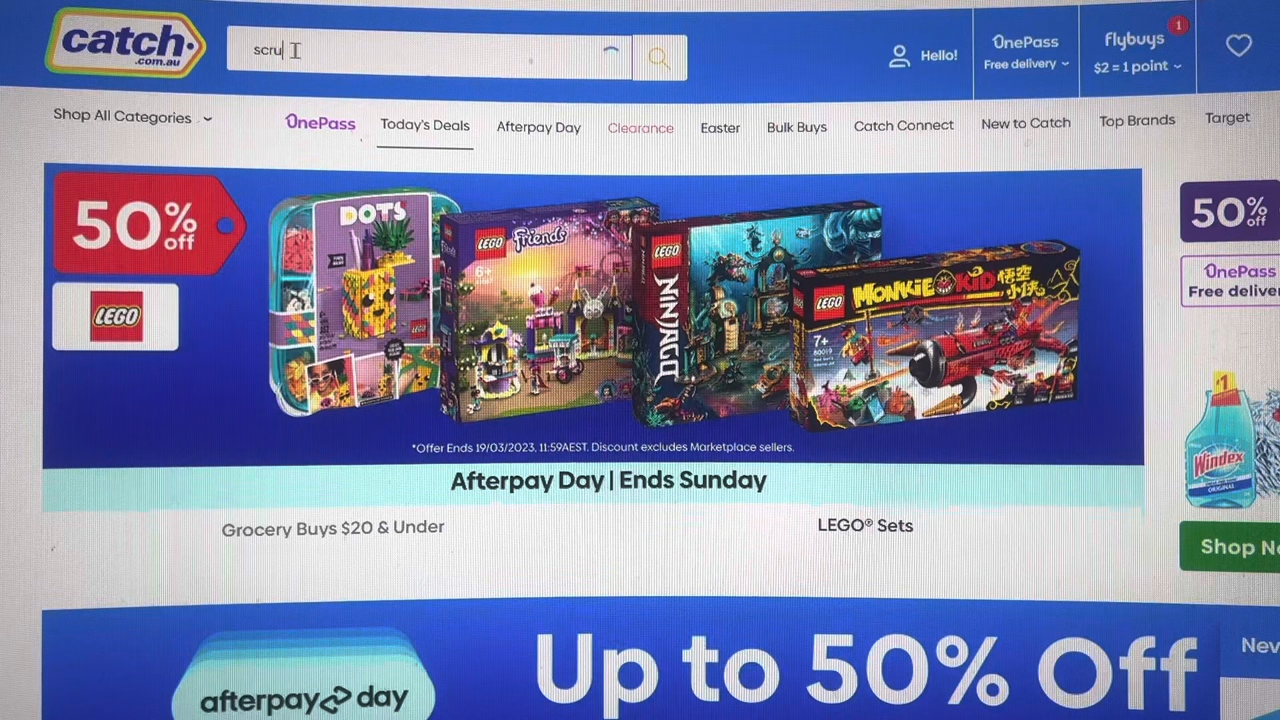 catch.com.au
scru
Hello!
OnePass
Free delivery
flybuys
1
$2 = 1 point
Shop All Categories
OnePass
Today's Deals
Afterpay Day
Clearance
Easter
Bulk Buys
Catch Connect
New to Catch
Top Brands
Target
50% off
LEGO
DOTS
LEGO
LEGO
Friends
6+
LEGO
NINJAGO
LEGO
MONKIE KID
悟空
小侠
7+
80019
50% off
OnePass
Free deliver
$1
Windex
ORIGINAL
Shop N
*Offer Ends 19/03/2023, 11:59AEST. Discount excludes Marketplace sellers.
Afterpay Day | Ends Sunday
Grocery Buys $20 & Under
LEGO® Sets
afterpay day
Up to 50% Off
Nev